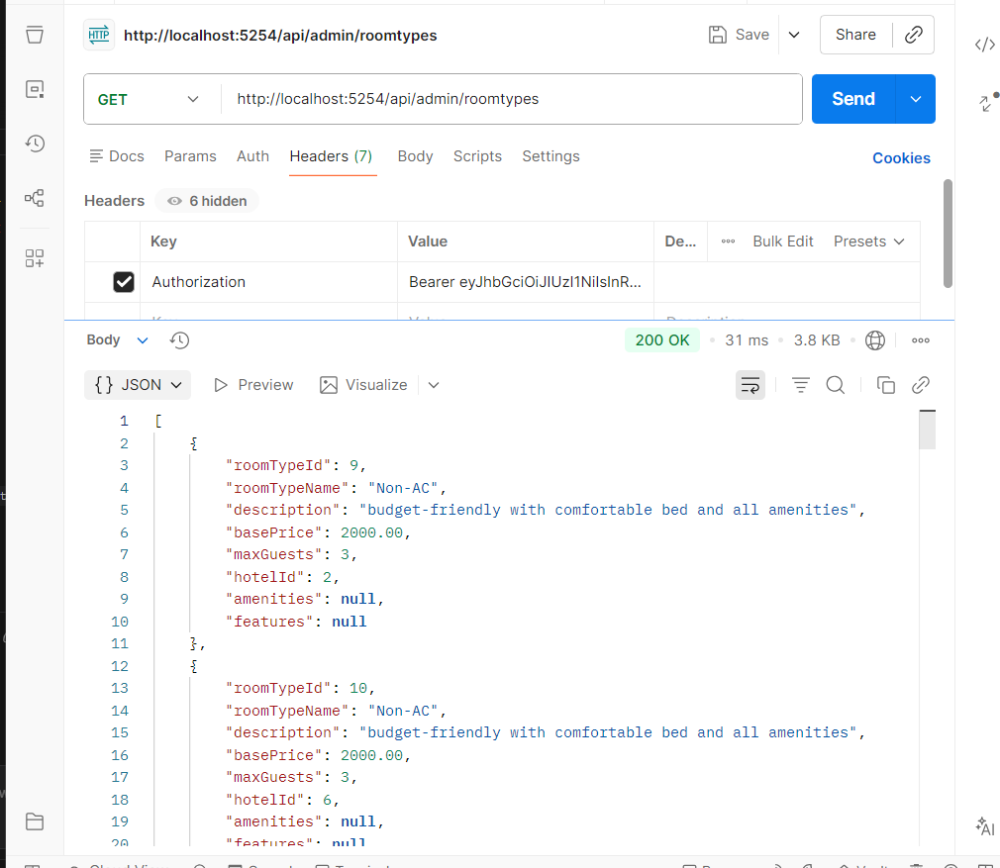 HTTP http://localhost:5254/api/admin/roomtypes Save Share
GET http://localhost:5254/api/admin/roomtypes Send
Docs Params Auth Headers (7) Body Scripts Settings Cookies
Headers 6 hidden
Key Value De... Bulk Edit Presets
Authorization Bearer eyJhbGciOiJIUzI1NiIsInR...
Key Value Description
Body 200 OK • 31 ms • 3.8 KB •
{} JSON Preview Visualize
1 [
2 {
3 "roomTypeId": 9,
4 "roomTypeName": "Non-AC",
5 "description": "budget-friendly with comfortable bed and all amenities",
6 "basePrice": 2000.00,
7 "maxGuests": 3,
8 "hotelId": 2,
9 "amenities": null,
10 "features": null
11 },
12 {
13 "roomTypeId": 10,
14 "roomTypeName": "Non-AC",
15 "description": "budget-friendly with comfortable bed and all amenities",
16 "basePrice": 2000.00,
17 "maxGuests": 3,
18 "hotelId": 6,
19 "amenities": null,
20 "features": null
AI